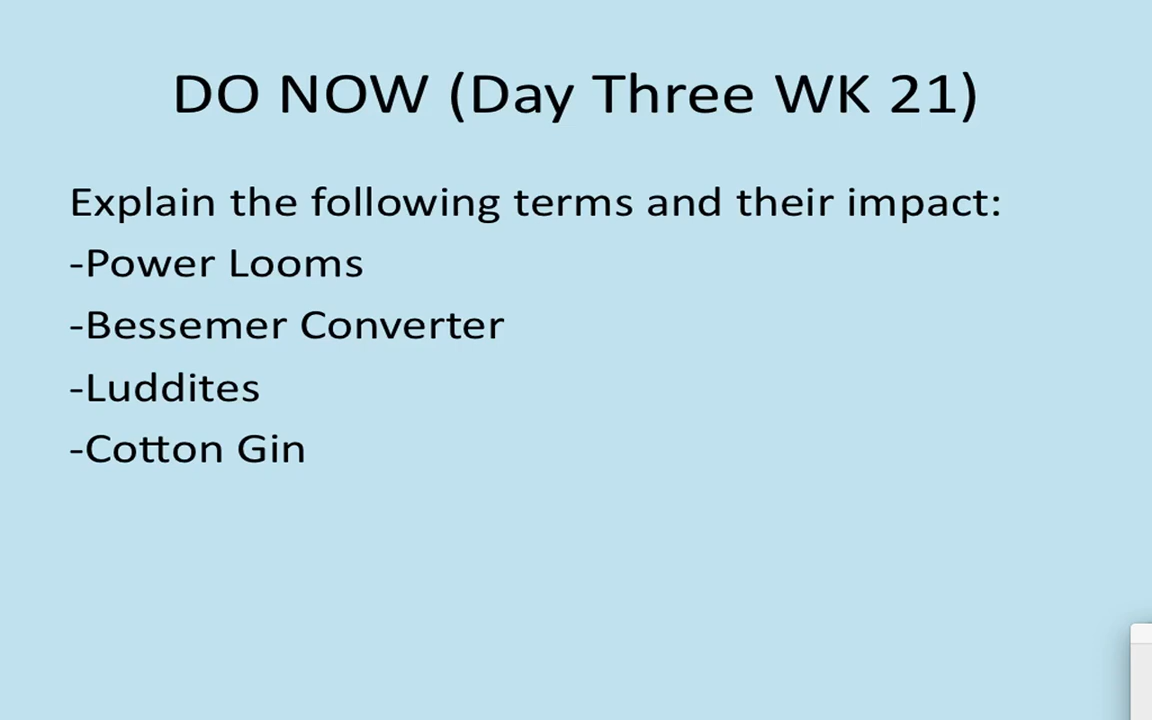 DO NOW (Day Three WK 21)
Explain the following terms and their impact:
-Power Looms
-Bessemer Converter
-Luddites
-Cotton Gin